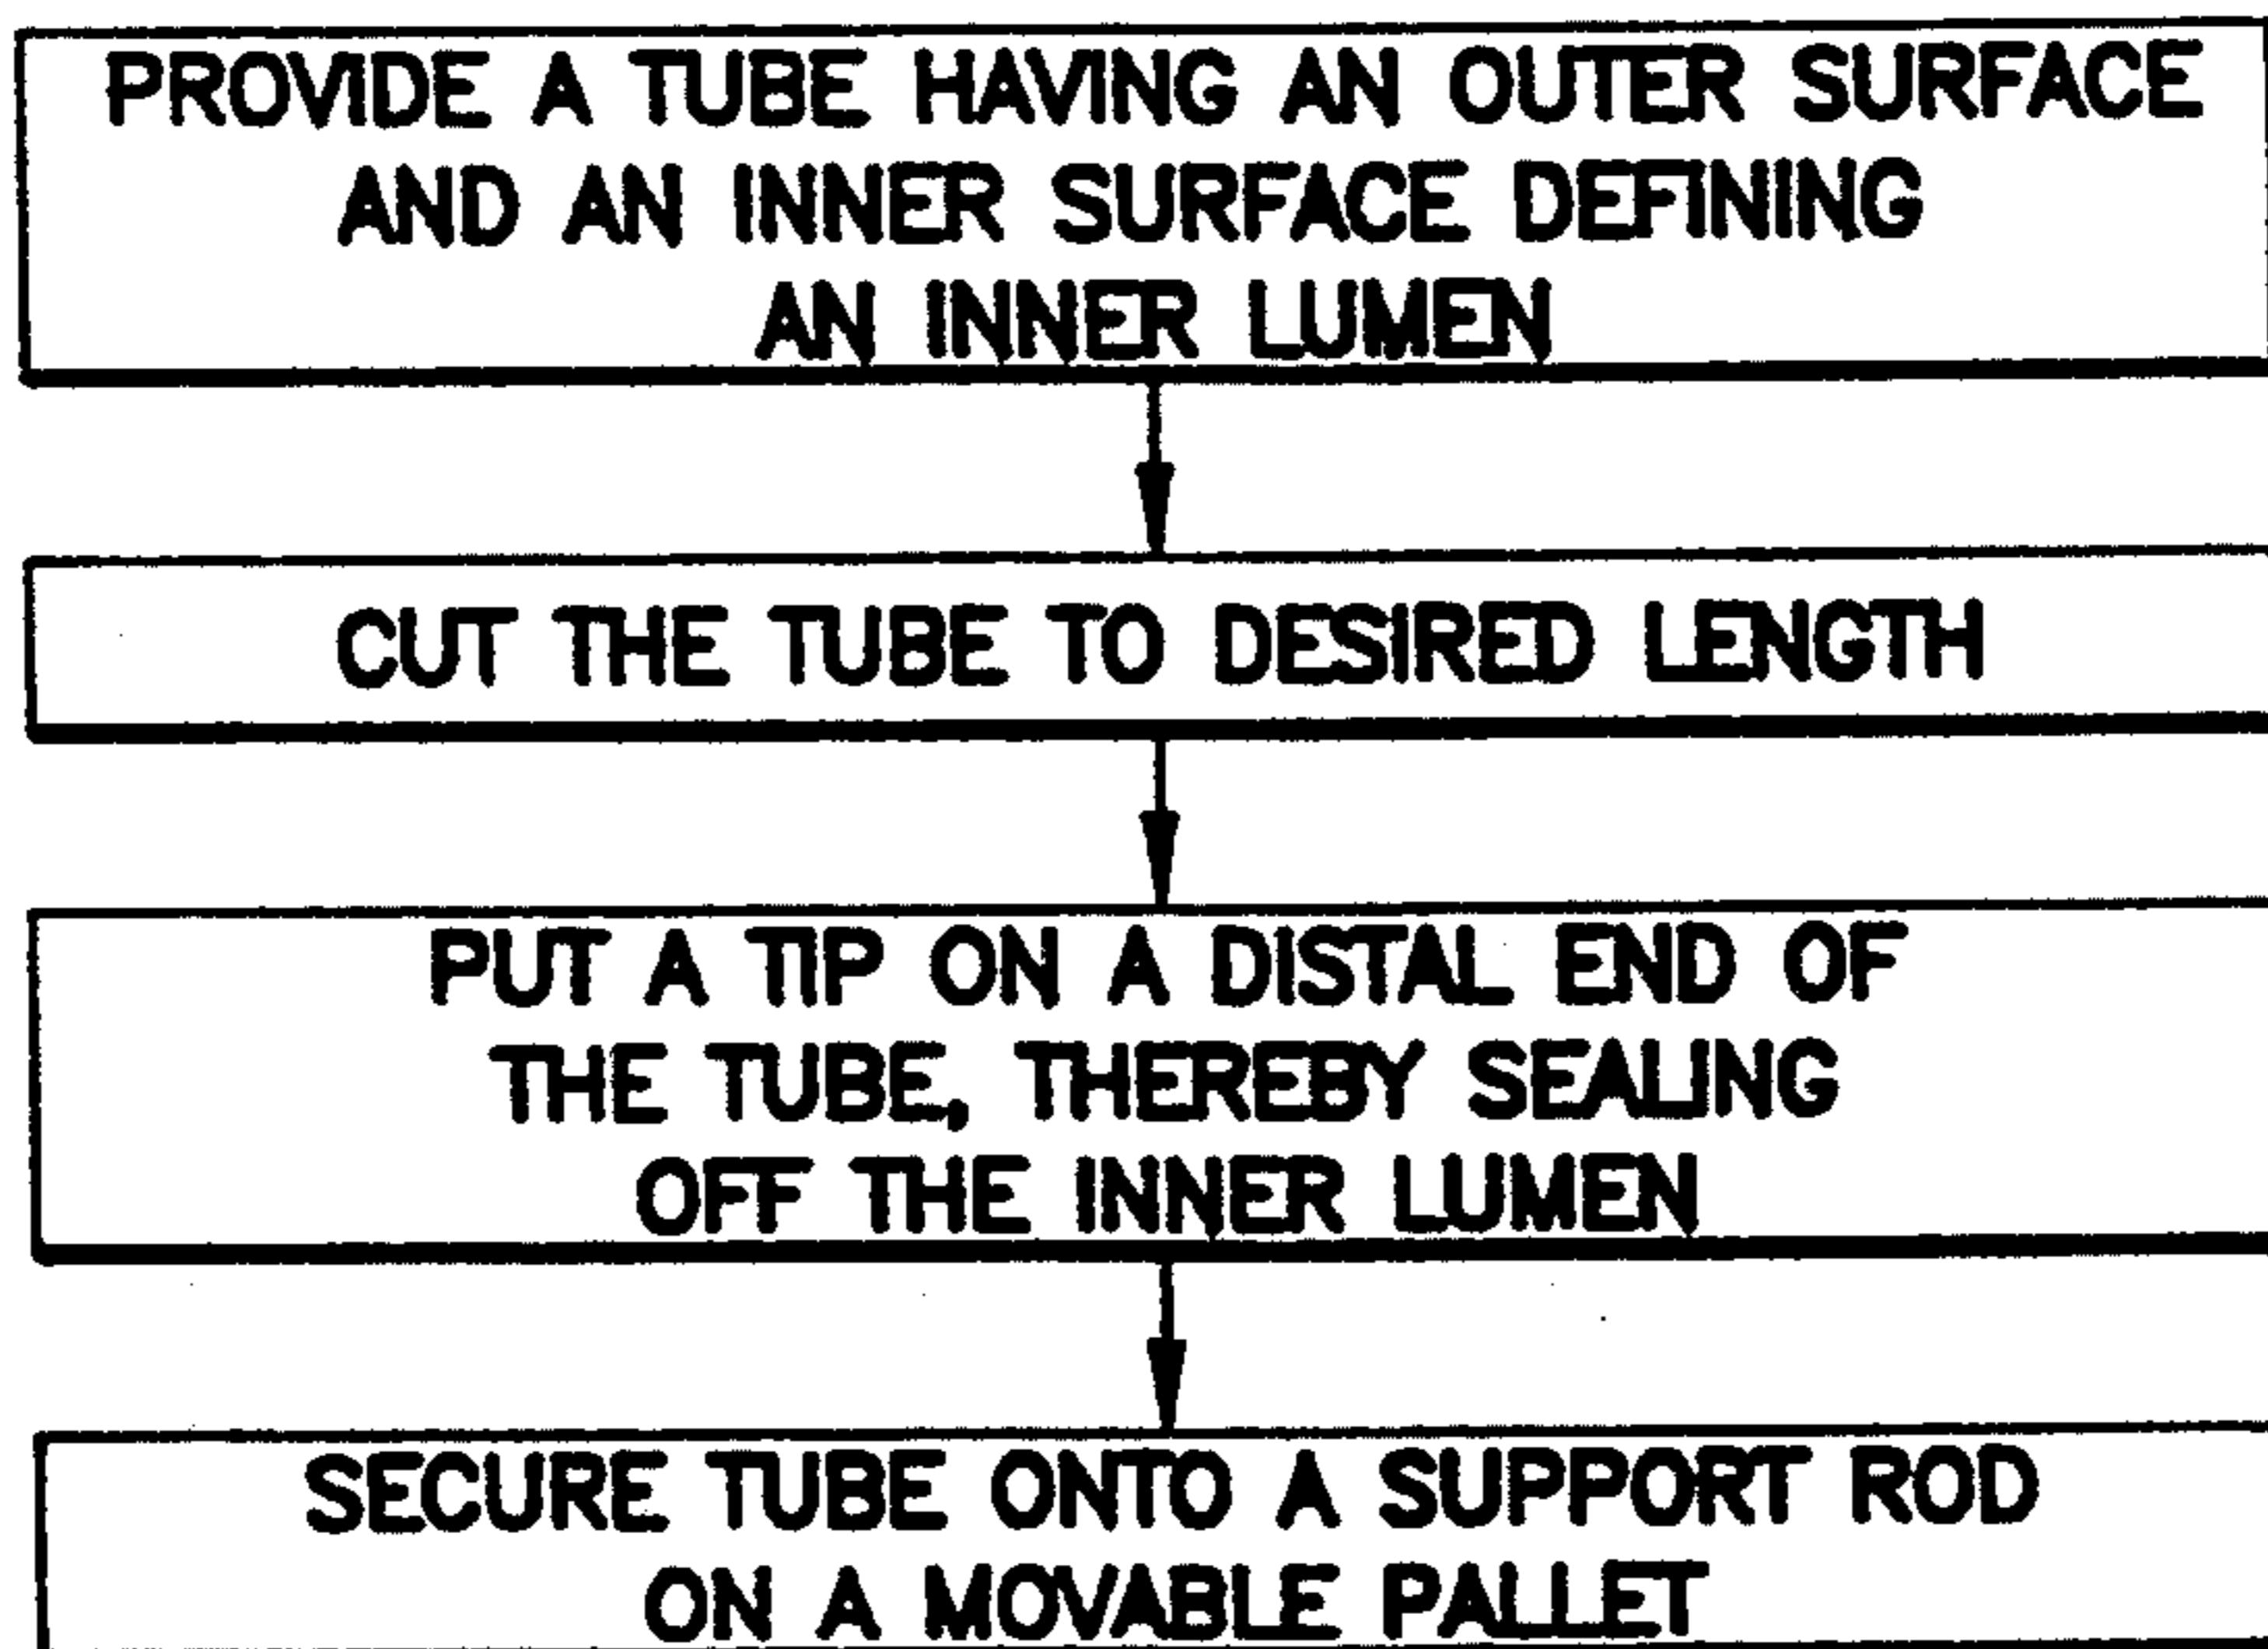 PROVIDE A TUBE HAVING AN OUTER SURFACE
AND AN INNER SURFACE DEFINING
AN INNER LUMEN
CUT THE TUBE TO DESIRED LENGTH
PUT A TIP ON A DISTAL END OF
THE TUBE, THEREBY SEALING
OFF THE INNER LUMEN
SECURE TUBE ONTO A SUPPORT ROD
ON A MOVABLE PALLET